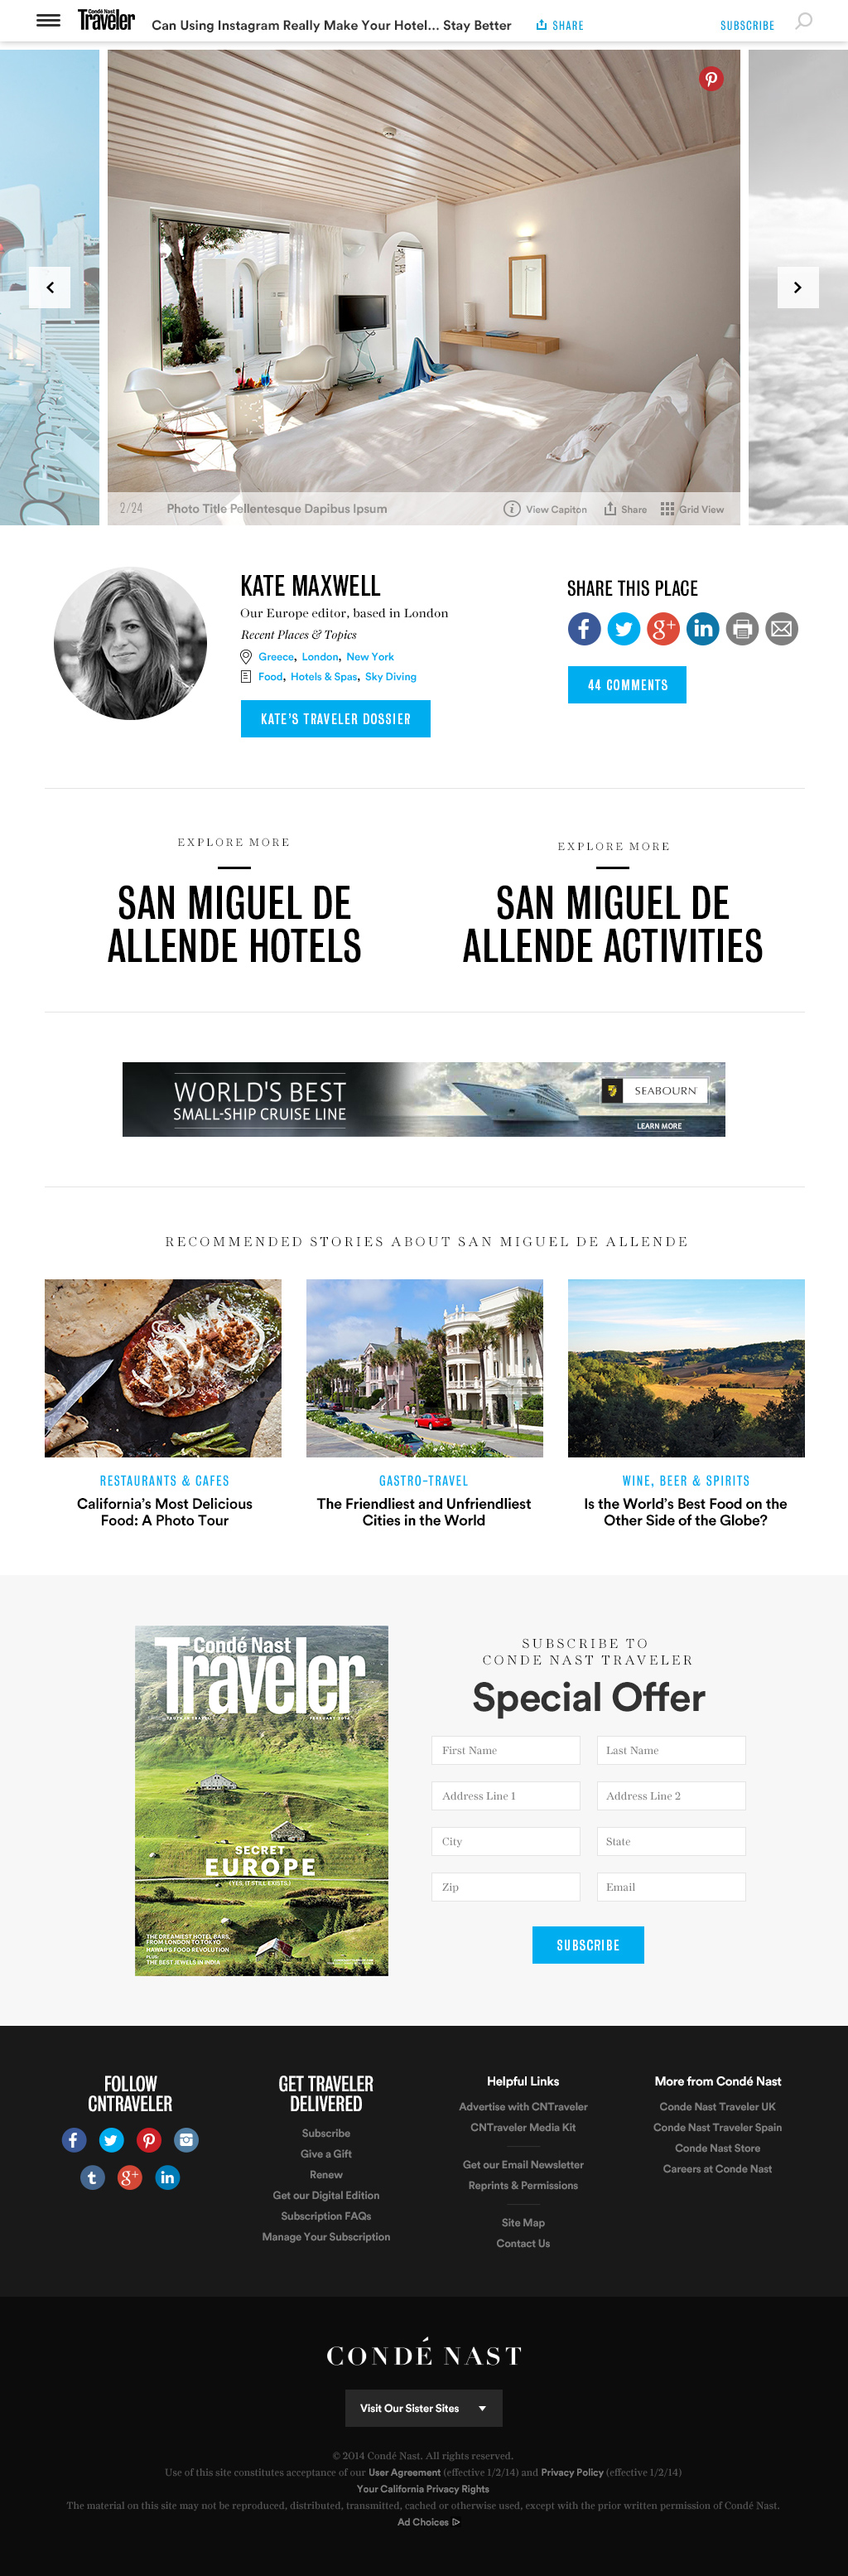 Condé Nast
Traveler
Can Using Instagram Really Make Your Hotel... Stay Better
SHARE
SUBSCRIBE
2/24
Photo Title Pellentesque Dapibus Ipsum
View Capiton
Share
Grid View
KATE MAXWELL
Our Europe editor, based in London
Recent Places & Topics
Greece, London, New York
Food, Hotels & Spas, Sky Diving
KATE'S TRAVELER DOSSIER
SHARE THIS PLACE
44 COMMENTS
EXPLORE MORE
SAN MIGUEL DE
ALLENDE HOTELS
EXPLORE MORE
SAN MIGUEL DE
ALLENDE ACTIVITIES
WORLD'S BEST
SMALL-SHIP CRUISE LINE
SEABOURN
LEARN MORE
RECOMMENDED STORIES ABOUT SAN MIGUEL DE ALLENDE
RESTAURANTS & CAFES
California's Most Delicious
Food: A Photo Tour
GASTRO-TRAVEL
The Friendliest and Unfriendliest
Cities in the World
WINE, BEER & SPIRITS
Is the World's Best Food on the
Other Side of the Globe?
Condé Nast
Traveler
SECRET
EUROPE
(YES, IT STILL EXISTS.)
THE DREAMIEST HOTEL BARS,
FROM LONDON TO TOKYO
HAWAII'S FOOD REVOLUTION
PLUS
THE BEST JEWELS IN INDIA
SUBSCRIBE TO
CONDE NAST TRAVELER
Special Offer
First Name
Last Name
Address Line 1
Address Line 2
City
State
Zip
Email
SUBSCRIBE
FOLLOW
CNTRAVELER
GET TRAVELER
DELIVERED
Subscribe
Give a Gift
Renew
Get our Digital Edition
Subscription FAQs
Manage Your Subscription
Helpful Links
Advertise with CNTraveler
CNTraveler Media Kit
Get our Email Newsletter
Reprints & Permissions
Site Map
Contact Us
More from Condé Nast
Conde Nast Traveler UK
Conde Nast Traveler Spain
Conde Nast Store
Careers at Conde Nast
CONDÉ NAST
Visit Our Sister Sites
© 2014 Condé Nast. All rights reserved.
Use of this site constitutes acceptance of our User Agreement (effective 1/2/14) and Privacy Policy (effective 1/2/14)
Your California Privacy Rights
The material on this site may not be reproduced, distributed, transmitted, cached or otherwise used, except with the prior written permission of Condé Nast.
Ad Choices